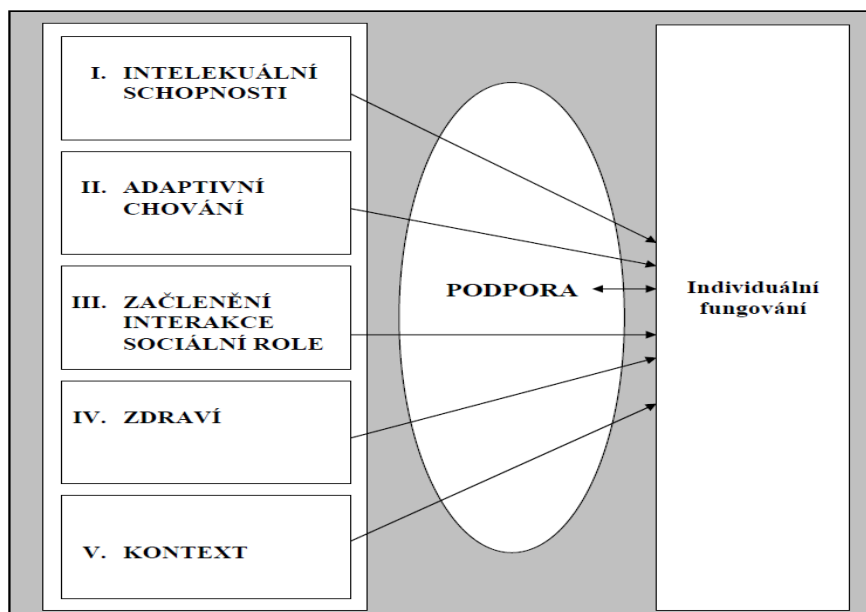 I. INTELEKUÁLNÍ
SCHOPNOSTI
II. ADAPTIVNÍ
CHOVÁNÍ
III. ZAČLENĚNÍ
INTERAKCE
SOCIÁLNÍ ROLE
IV. ZDRAVÍ
V. KONTEXT
PODPORA
Individuální
fungování